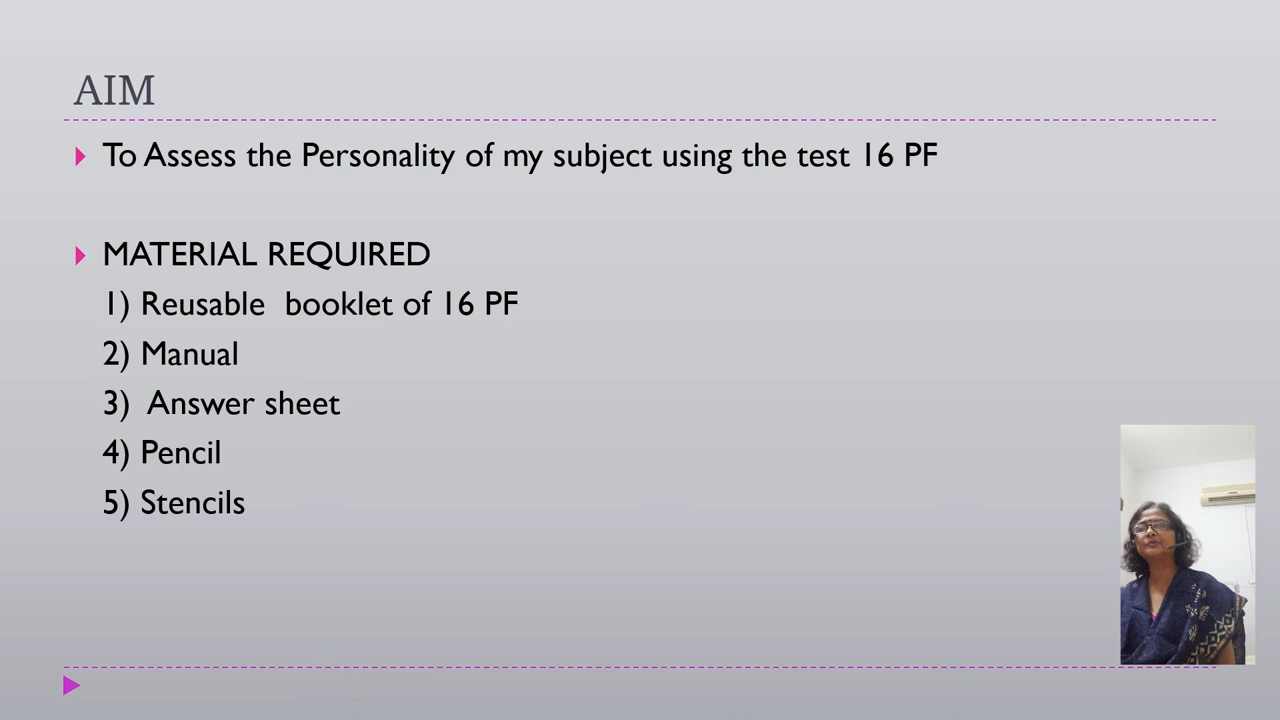 AIM
To Assess the Personality of my subject using the test 16 PF
MATERIAL REQUIRED
1) Reusable  booklet of 16 PF
2) Manual
3)  Answer sheet
4) Pencil
5) Stencils